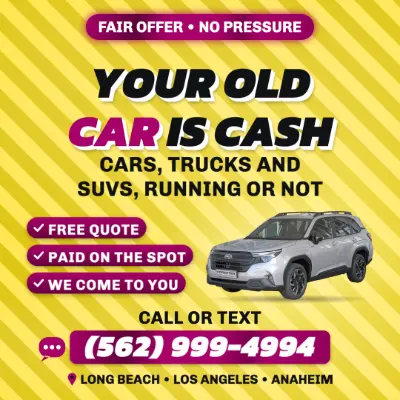 FAIR OFFER • NO PRESSURE
YOUR OLD
CAR IS CASH
CARS, TRUCKS AND
SUVS, RUNNING OR NOT
FREE QUOTE
PAID ON THE SPOT
WE COME TO YOU
CALL OR TEXT
(562) 999-4994
LONG BEACH • LOS ANGELES • ANAHEIM